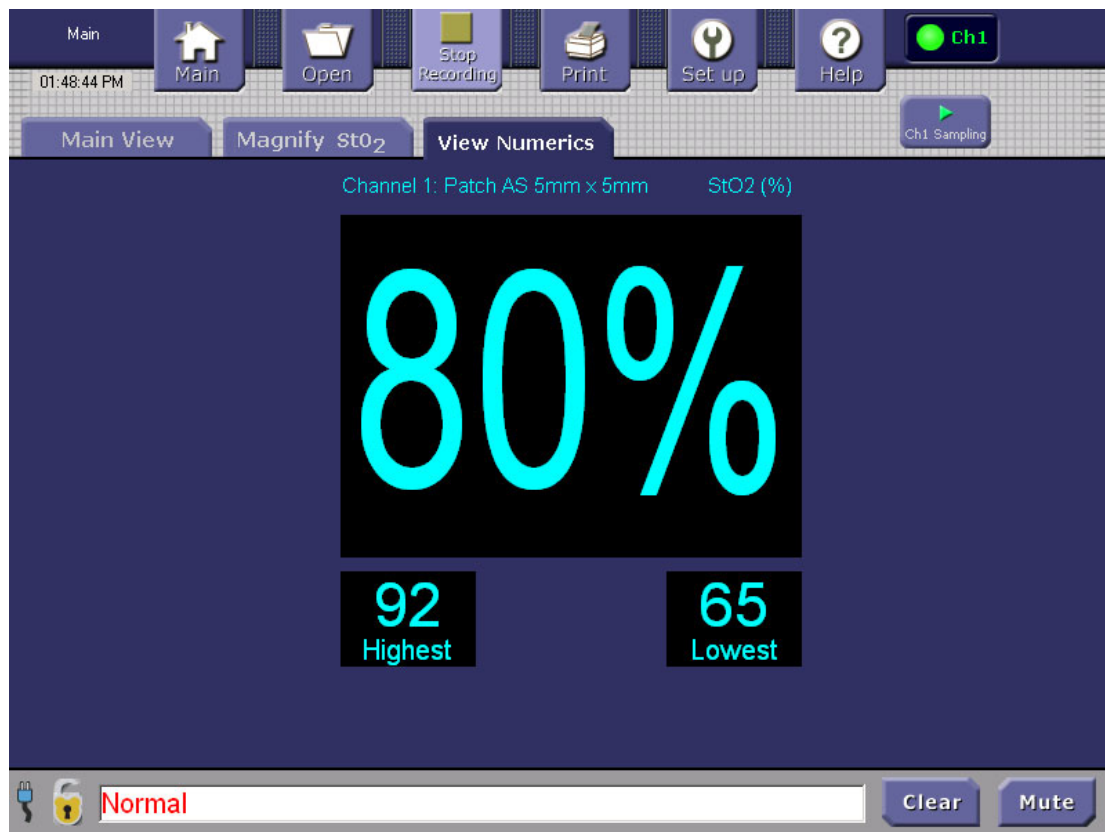 Main
01:48:44 PM
Main
Open
Stop
Recording
Print
Set up
?
Help
Ch1
Ch1 Sampling
Main View
Magnify StO2
View Numerics
Channel 1: Patch AS 5mm x 5mm StO2 (%)
80%
92
Highest
65
Lowest
Normal
Clear
Mute